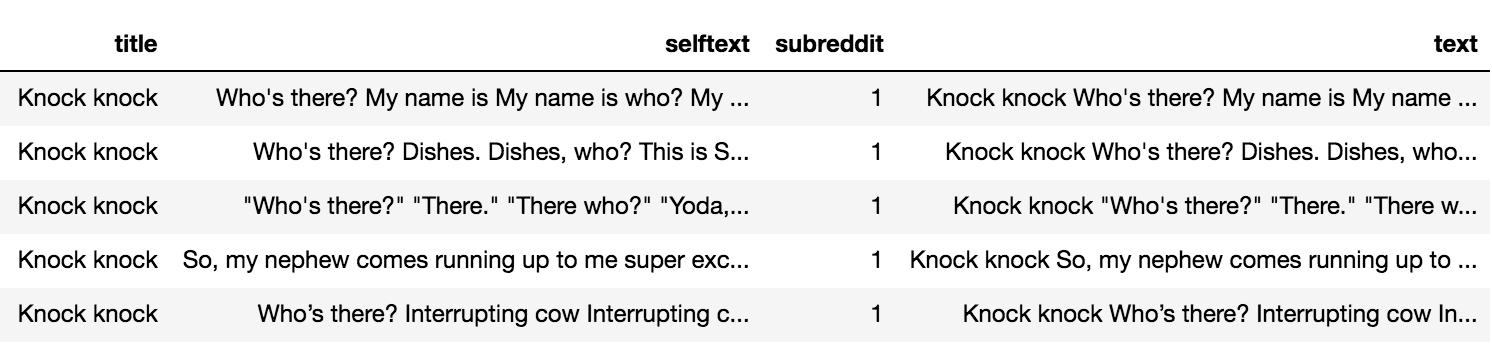 title selftext subreddit text
Knock knock Who's there? My name is My name is who? My ... 1 Knock knock Who's there? My name is My name ...
Knock knock Who's there? Dishes. Dishes, who? This is S... 1 Knock knock Who's there? Dishes. Dishes, who...
Knock knock "Who's there?" "There." "There who?" "Yoda,... 1 Knock knock "Who's there?" "There." "There w...
Knock knock So, my nephew comes running up to me super exc... 1 Knock knock So, my nephew comes running up to ...
Knock knock Who’s there? Interrupting cow Interrupting c... 1 Knock knock Who’s there? Interrupting cow In...